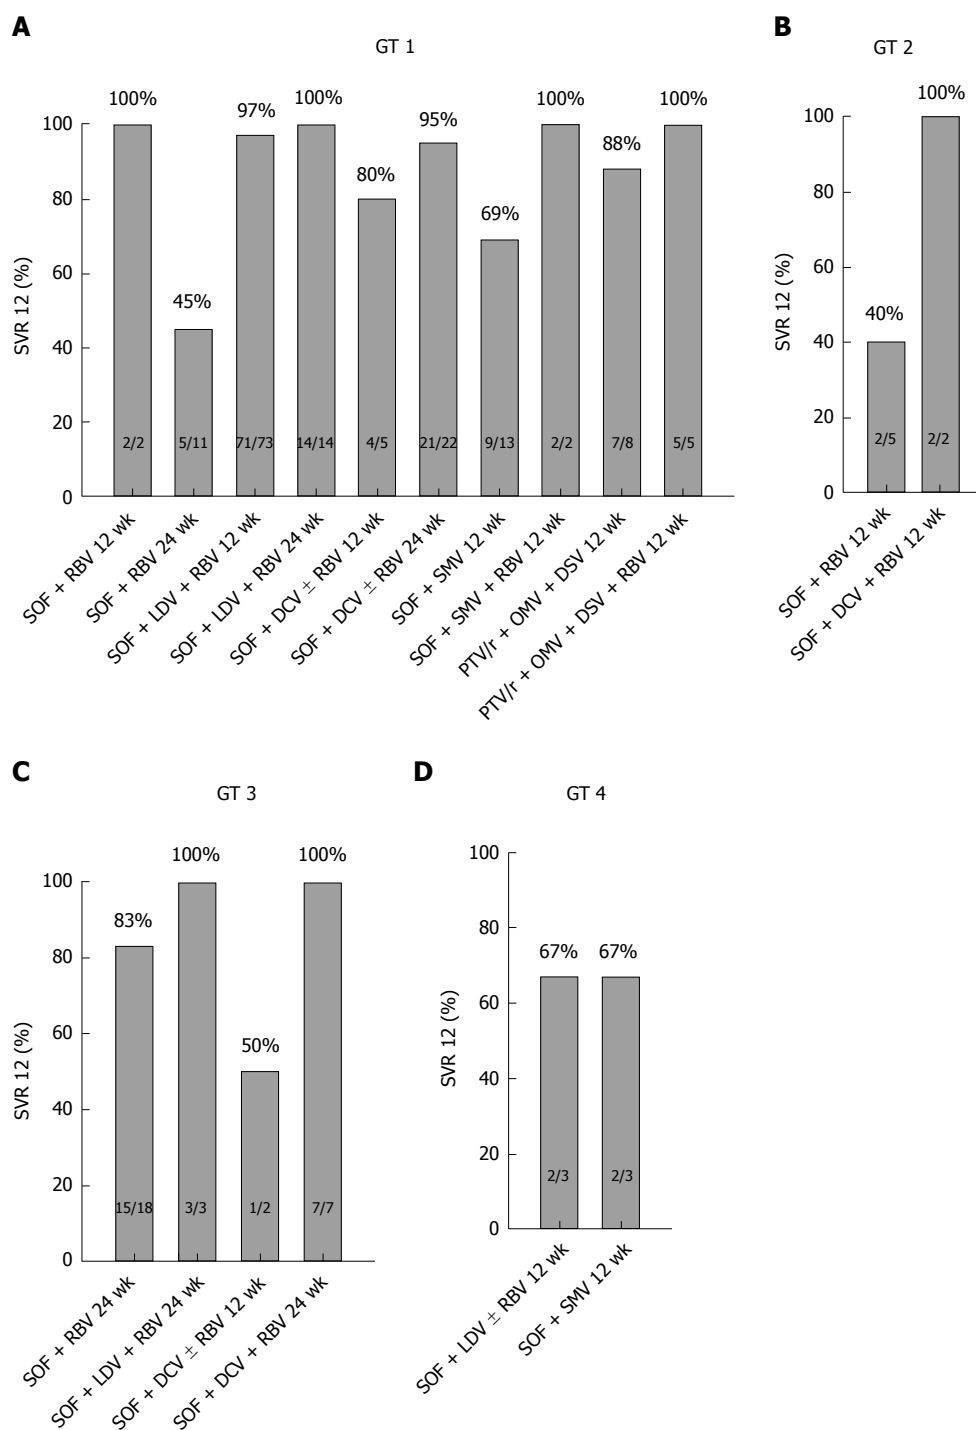 A
GT 1
100%
45%
97%
100%
80%
95%
69%
100%
88%
100%
SVR 12 (%)
100
80
60
40
20
0
2/2
5/11
71/73
14/14
4/5
21/22
9/13
2/2
7/8
5/5
SOF + RBV 12 wk
SOF + RBV 24 wk
SOF + LDV + RBV 12 wk
SOF + LDV + RBV 24 wk
SOF + DCV ± RBV 12 wk
SOF + DCV ± RBV 24 wk
SOF + SMV 12 wk
SOF + SMV + RBV 12 wk
PTV/r + OMV + DSV 12 wk
PTV/r + OMV + DSV + RBV 12 wk
B
GT 2
40%
100%
SVR 12 (%)
100
80
60
40
20
0
2/5
2/2
SOF + RBV 12 wk
SOF + DCV + RBV 12 wk
C
GT 3
83%
100%
50%
100%
SVR 12 (%)
100
80
60
40
20
0
15/18
3/3
1/2
7/7
SOF + RBV 24 wk
SOF + LDV + RBV 24 wk
SOF + DCV ± RBV 12 wk
SOF + DCV + RBV 24 wk
D
GT 4
67%
67%
SVR 12 (%)
100
80
60
40
20
0
2/3
2/3
SOF + LDV ± RBV 12 wk
SOF + SMV 12 wk